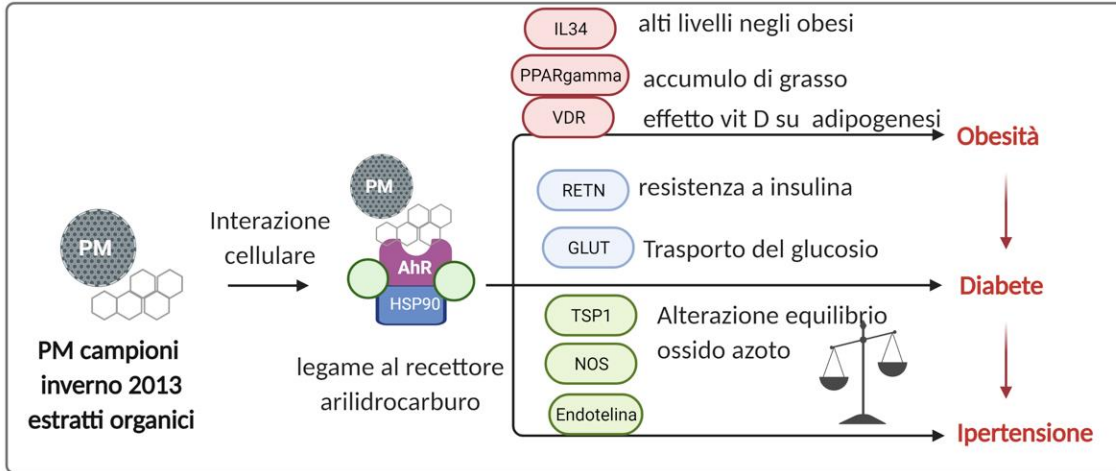 PM
PM campioni
inverno 2013
estratti organici
Interazione
cellulare
PM
AhR
HSP90
legame al recettore
arilidrocarburo
IL34
alti livelli negli obesi
PPARgamma
accumulo di grasso
VDR
effetto vit D su adipogenesi
Obesità
RETN
resistenza a insulina
GLUT
Trasporto del glucosio
Diabete
TSP1
Alterazione equilibrio
ossido azoto
NOS
Endotelina
Ipertensione